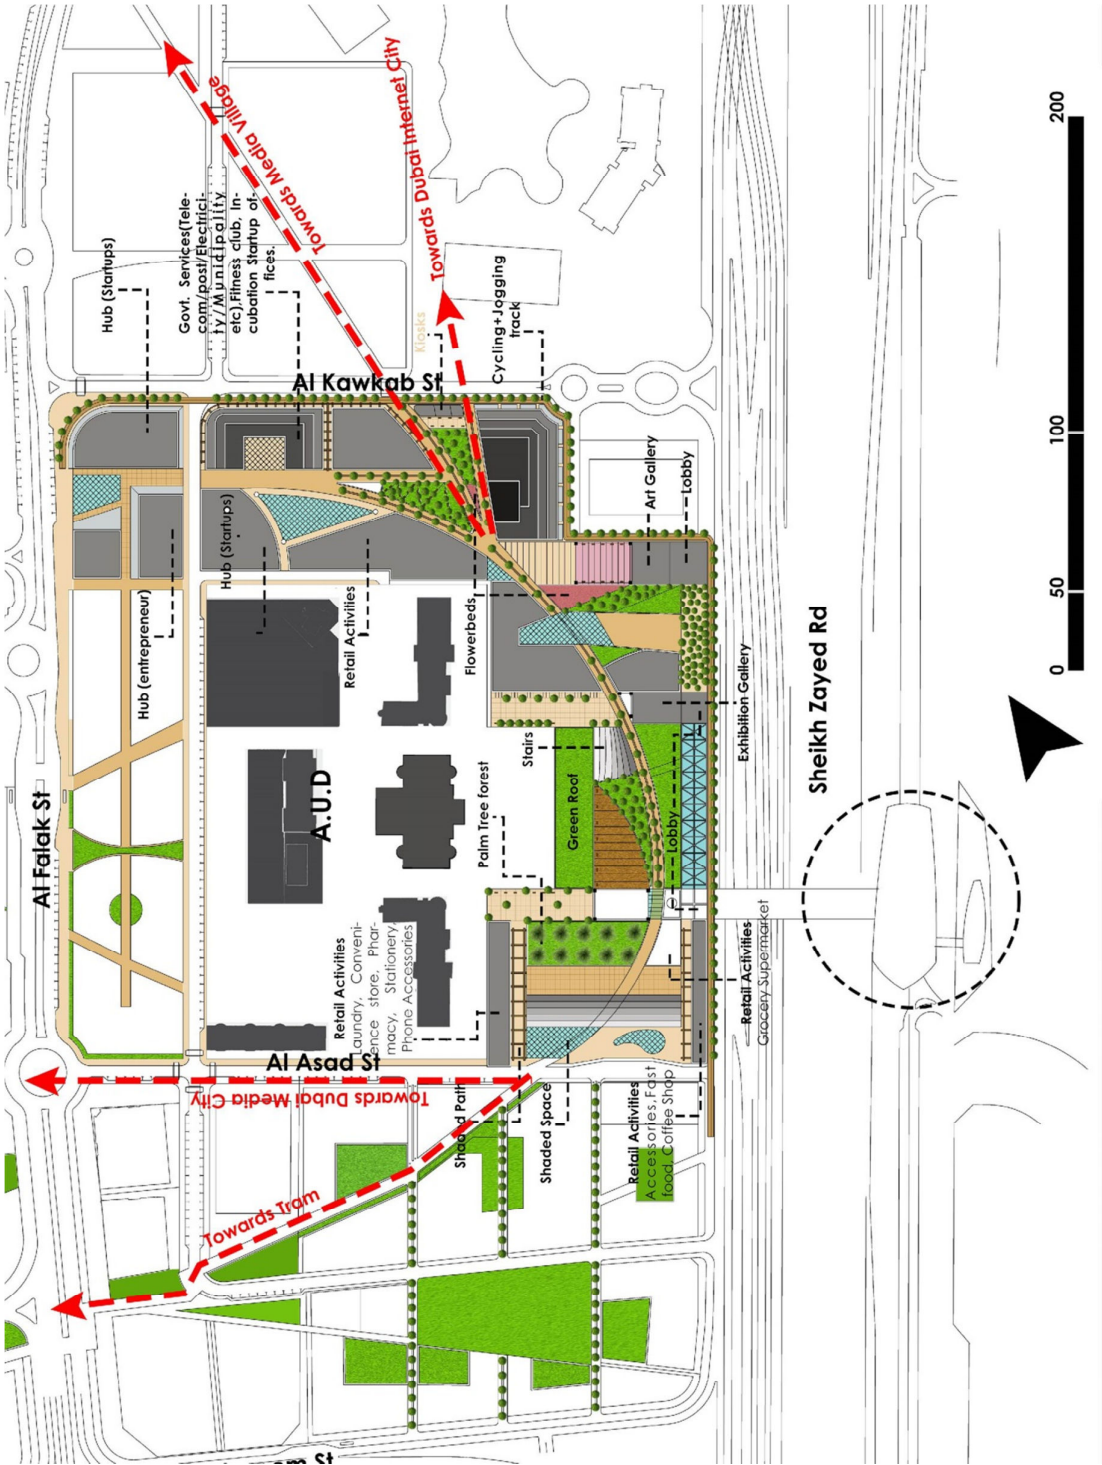 Towards Media Village
Towards Dubai Internet City
200
Govt. Services(Tele-
com/post/Electrici-
ty/Municipality
etc),Fitness club, In-
cubation Startup of-
fices.
Hub (Startups)
Kiosks
Cycling+Jogging
track
Al Kawkab St
100
Art Gallery
Lobby
Hub (Startups)
Hub (entrepreneur)
Retail Activities
Flowerbeds
50
0
Exhibition Gallery
Sheikh Zayed Rd
Stairs
A.U.D
Palm Tree forest
Green Roof
Lobby
Al Falak St
Retail Activities
Laundry, Conveni-
ence store, Phar-
macy, Stationery,
Phone Accessories
Retail Activities
Grocery Supermarket
Al Asad St
Towards Dubai Media City
Shaded Path
Shaded Space
Retail Activities
Accessories, Fast
food, Coffee Shop
Towards Tram
St